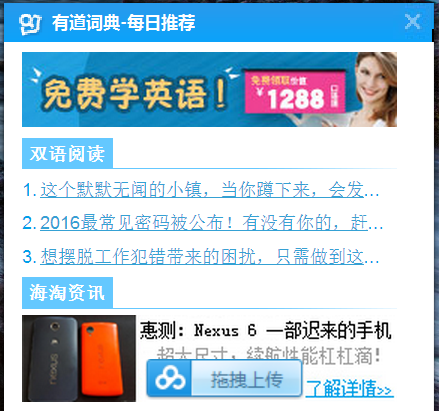 有道词典-每日推荐
免费学英语！
免费领取价值
￥1288
口语课
双语阅读
1. 这个默默无闻的小镇，当你蹲下来，会发...
2. 2016最常见密码被公布！有没有你的，赶...
3. 想摆脱工作犯错带来的困扰，只需做到这...
海淘资讯
惠测：Nexus 6 一部迟来的手机
超大尺寸，续航性能杠杠滴！
拖拽上传
了解详情>>
nexus
nexus